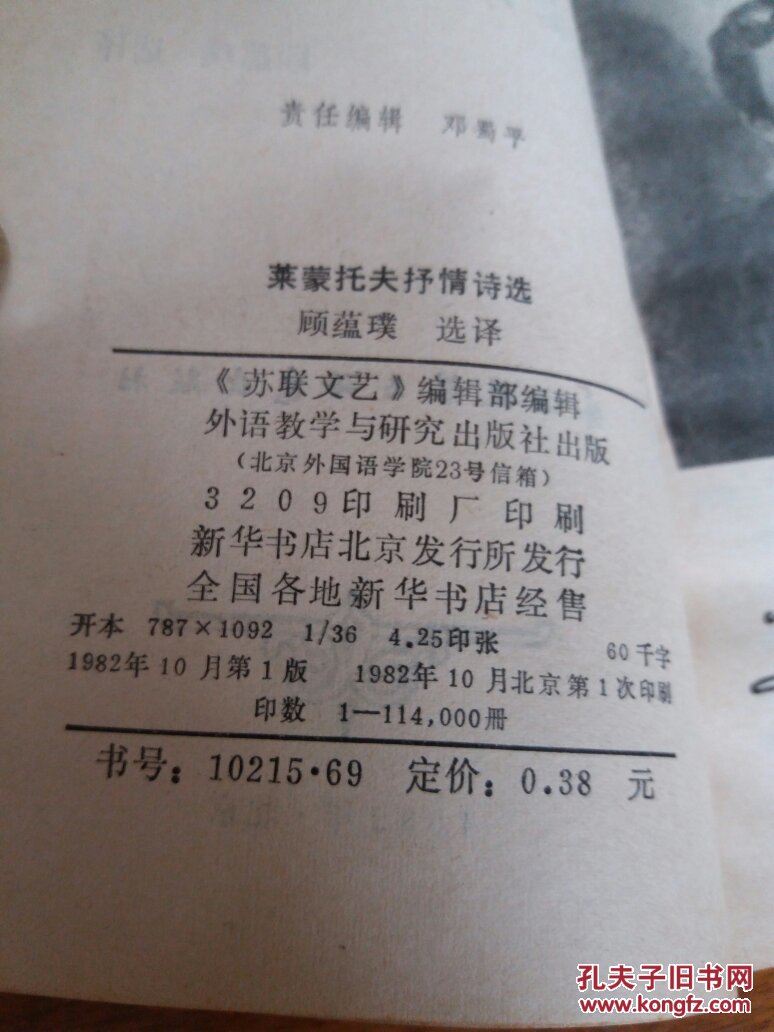 责任编辑 邓蜀平
莱蒙托夫抒情诗选
顾蕴璞 选译
《苏联文艺》编辑部编辑
外语教学与研究出版社出版
（北京外国语学院23号信箱）
3209印刷厂印刷
新华书店北京发行所发行
全国各地新华书店经售
开本 787×1092 1/36 4.25印张 60千字
1982年10月第1版 1982年10月北京第1次印刷
印数 1—114,000册
书号：10215·69 定价：0.38 元
孔夫子旧书网
www.kongfz.com